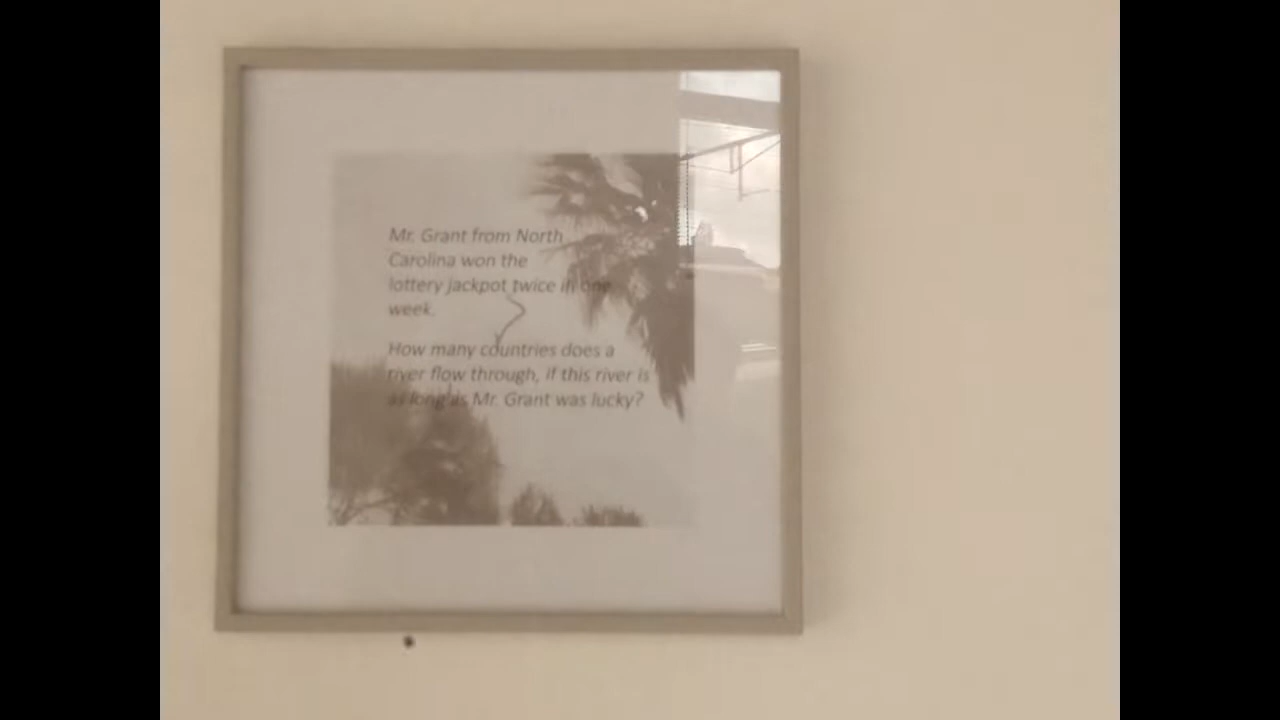 Mr. Grant from North
Carolina won the
lottery jackpot twice in one
week.
How many countries does a
river flow through, if this river is
as long as Mr. Grant was lucky?